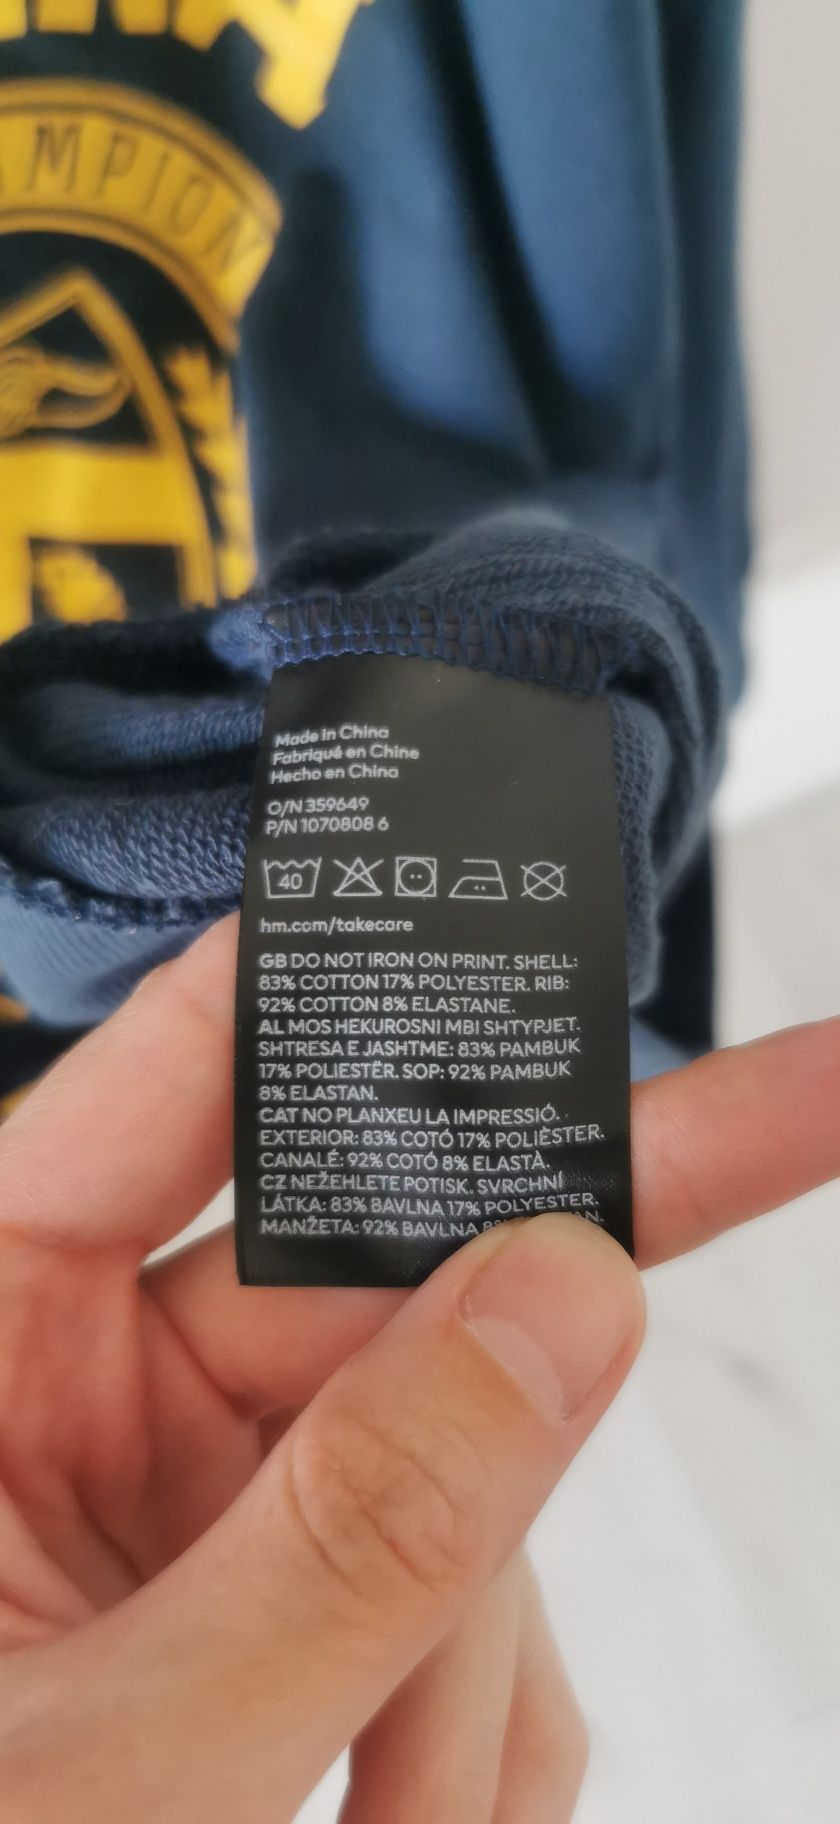 AMPION
Made in China
Fabriqué en Chine
Hecho en China
O/N 359649
P/N 1070808 6
40
hm.com/takecare
GB DO NOT IRON ON PRINT. SHELL:
83% COTTON 17% POLYESTER. RIB:
92% COTTON 8% ELASTANE.
AL MOS HEKUROSNI MBI SHTYPJET.
SHTRESA E JASHTME: 83% PAMBUK
17% POLIESTËR. SOP: 92% PAMBUK
8% ELASTAN.
CAT NO PLANXEU LA IMPRESSIÓ.
EXTERIOR: 83% COTÓ 17% POLIÈSTER.
CANALÉ: 92% COTÓ 8% ELASTÀ.
CZ NEŽEHLETE POTISK. SVRCHNÍ
LÁTKA: 83% BAVLNA 17% POLYESTER.
MANŽETA: 92% BAVLNA